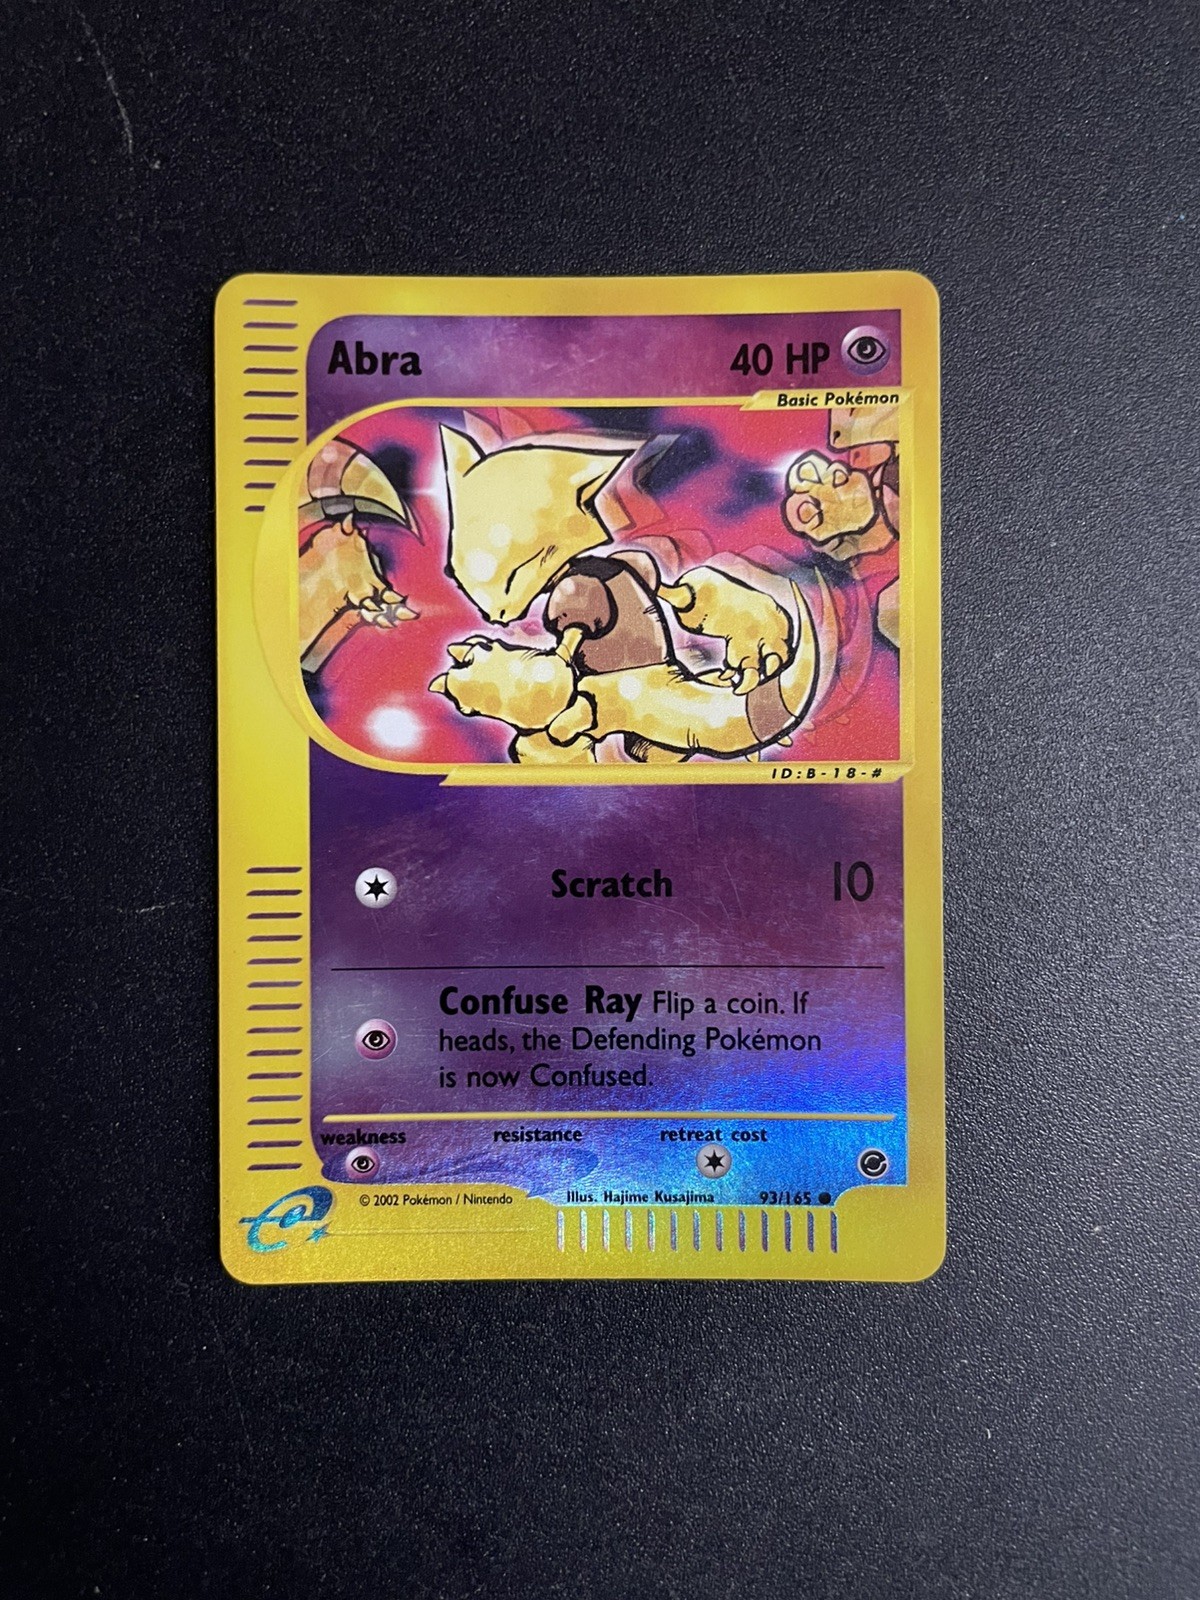 Abra
40 HP
Basic Pokémon
ID:B-18-#
Scratch 10
Confuse Ray Flip a coin. If
heads, the Defending Pokémon
is now Confused.
weakness resistance retreat cost
© 2002 Pokémon / Nintendo Illus. Hajime Kusajima 93/165
e